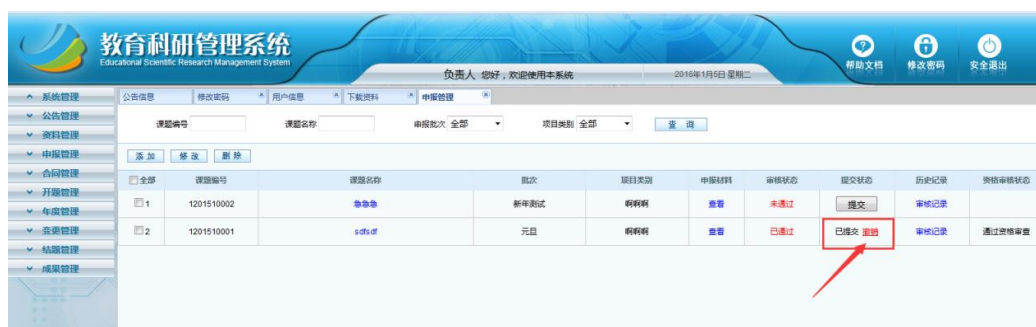 教育科研管理系统
Educational Scientific Research Management System
负责人 您好，欢迎使用本系统
2016年1月5日 星期二
帮助文档
修改密码
安全退出
系统管理
公告管理
资料管理
申报管理
合同管理
开题管理
年度管理
变更管理
结题管理
成果管理
公告信息 修改密码 用户信息 下载资料 申报管理
课题编号 课题名称 申报批次 全部 项目类别 全部 查 询
添 加 修 改 删 除
全部 课题编号 课题名称 批次 项目类别 申报材料 审核状态 提交状态 历史记录 资格审核状态
1 1201510002 急急急 新年测试 啊啊啊 查看 未通过 提交 审核记录
2 1201510001 sdfsdf 元旦 啊啊啊 查看 已通过 已提交 撤销 审核记录 通过资格审查